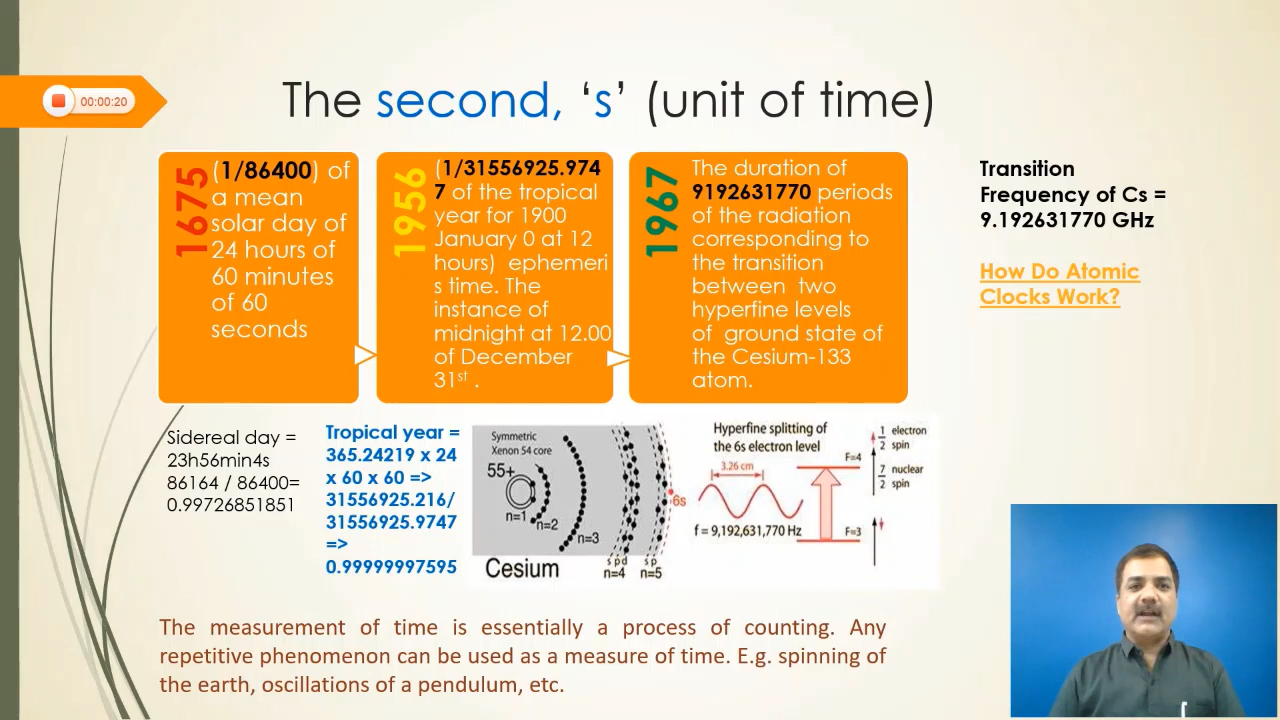 00:00:20
The second, ‘s’ (unit of time)
1675
(1/86400) of
a mean
solar day of
24 hours of
60 minutes
of 60
seconds
1956
(1/31556925.974
7 of the tropical
year for 1900
January 0 at 12
hours) ephemeri
s time. The
instance of
midnight at 12.00
of December
31st .
1967
The duration of
9192631770 periods
of the radiation
corresponding to
the transition
between two
hyperfine levels
of ground state of
the Cesium-133
atom.
Transition
Frequency of Cs =
9.192631770 GHz
How Do Atomic
Clocks Work?
Sidereal day =
23h56min4s
86164 / 86400=
0.99726851851
Tropical year =
365.24219 x 24
x 60 x 60 =>
31556925.216/
31556925.9747
=>
0.99999997595
Symmetric
Xenon 54 core
55+
n=1
n=2
n=3
s p d
n=4
s p
n=5
6s
Cesium
Hyperfine splitting of
the 6s electron level
3.26 cm
f = 9,192,631,770 Hz
F=4
F=3
1/2 electron
spin
7/2 nuclear
spin
The measurement of time is essentially a process of counting. Any
repetitive phenomenon can be used as a measure of time. E.g. spinning of
the earth, oscillations of a pendulum, etc.